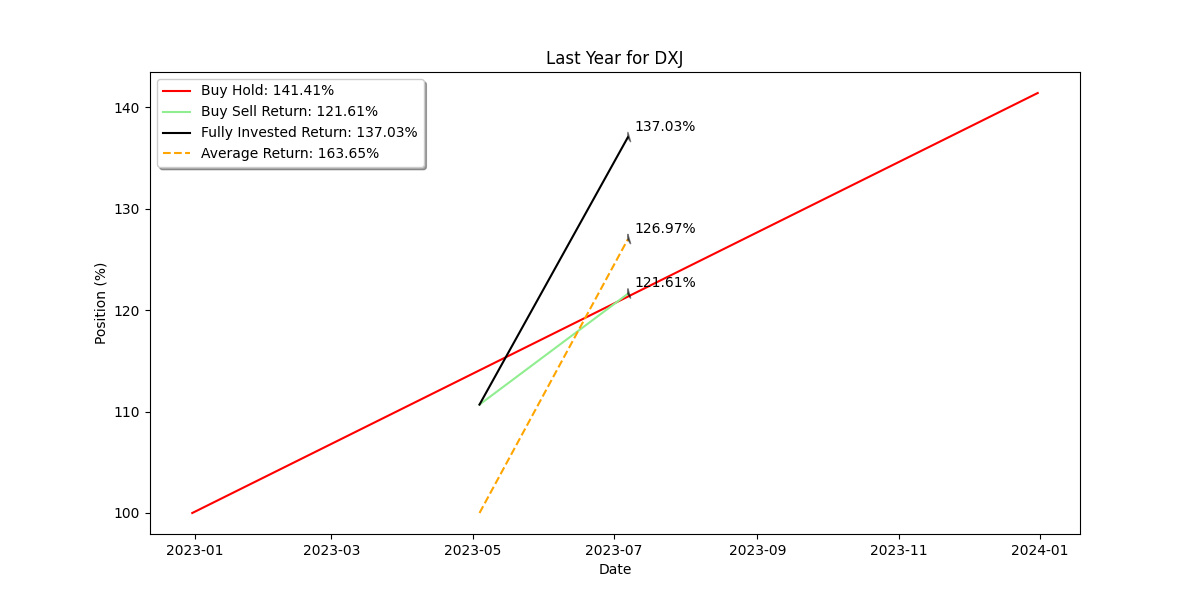 Last Year for DXJ
Buy Hold: 141.41%
Buy Sell Return: 121.61%
Fully Invested Return: 137.03%
Average Return: 163.65%
137.03%
126.97%
121.61%
Position (%)
140
130
120
110
100
2023-01
2023-03
2023-05
2023-07
2023-09
2023-11
2024-01
Date